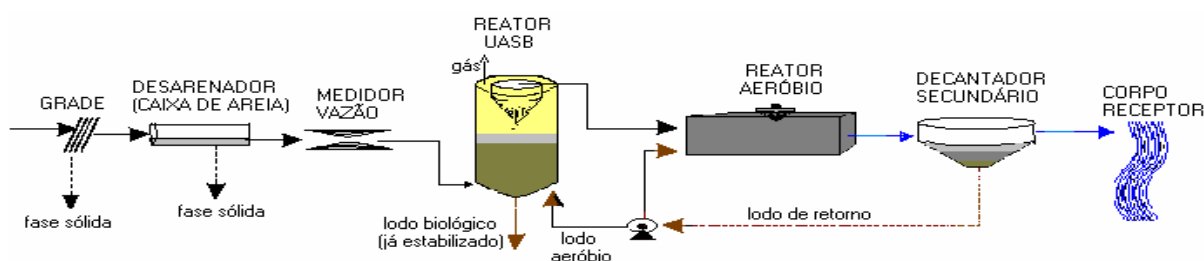 GRADE
fase sólida
DESARENADOR
(CAIXA DE AREIA)
fase sólida
MEDIDOR
VAZÃO
REATOR
UASB
gás
lodo biológico
(já estabilizado)
lodo
aeróbio
REATOR
AERÓBIO
lodo de retorno
DECANTADOR
SECUNDÁRIO
CORPO
RECEPTOR